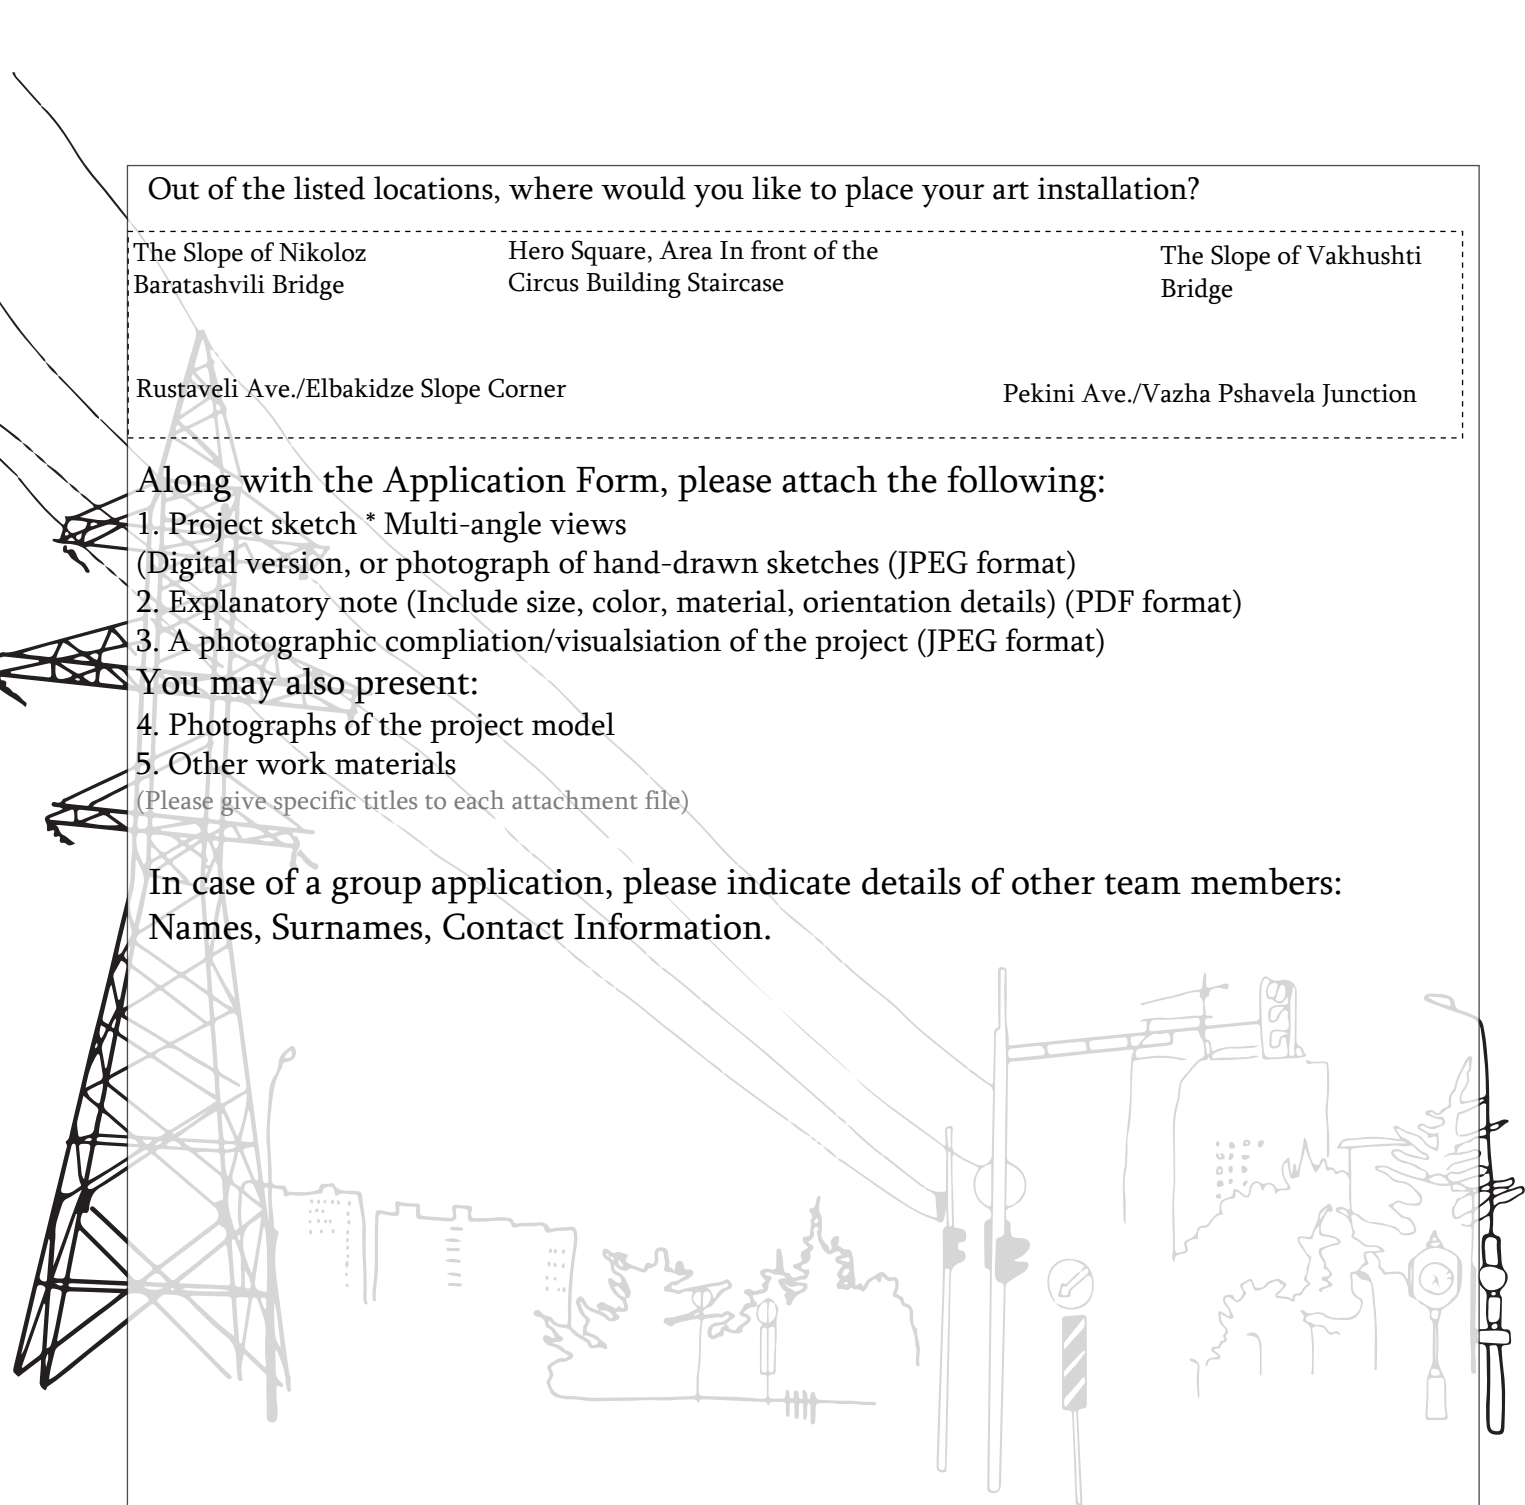 Out of the listed locations, where would you like to place your art installation?
The Slope of Nikoloz
Baratashvili Bridge
Hero Square, Area In front of the
Circus Building Staircase
The Slope of Vakhushti
Bridge
Rustaveli Ave./Elbakidze Slope Corner
Pekini Ave./Vazha Pshavela Junction
Along with the Application Form, please attach the following:
1. Project sketch * Multi-angle views
(Digital version, or photograph of hand-drawn sketches (JPEG format)
2. Explanatory note (Include size, color, material, orientation details) (PDF format)
3. A photographic compliation/visualsiation of the project (JPEG format)
You may also present:
4. Photographs of the project model
5. Other work materials
(Please give specific titles to each attachment file)
In case of a group application, please indicate details of other team members:
Names, Surnames, Contact Information.